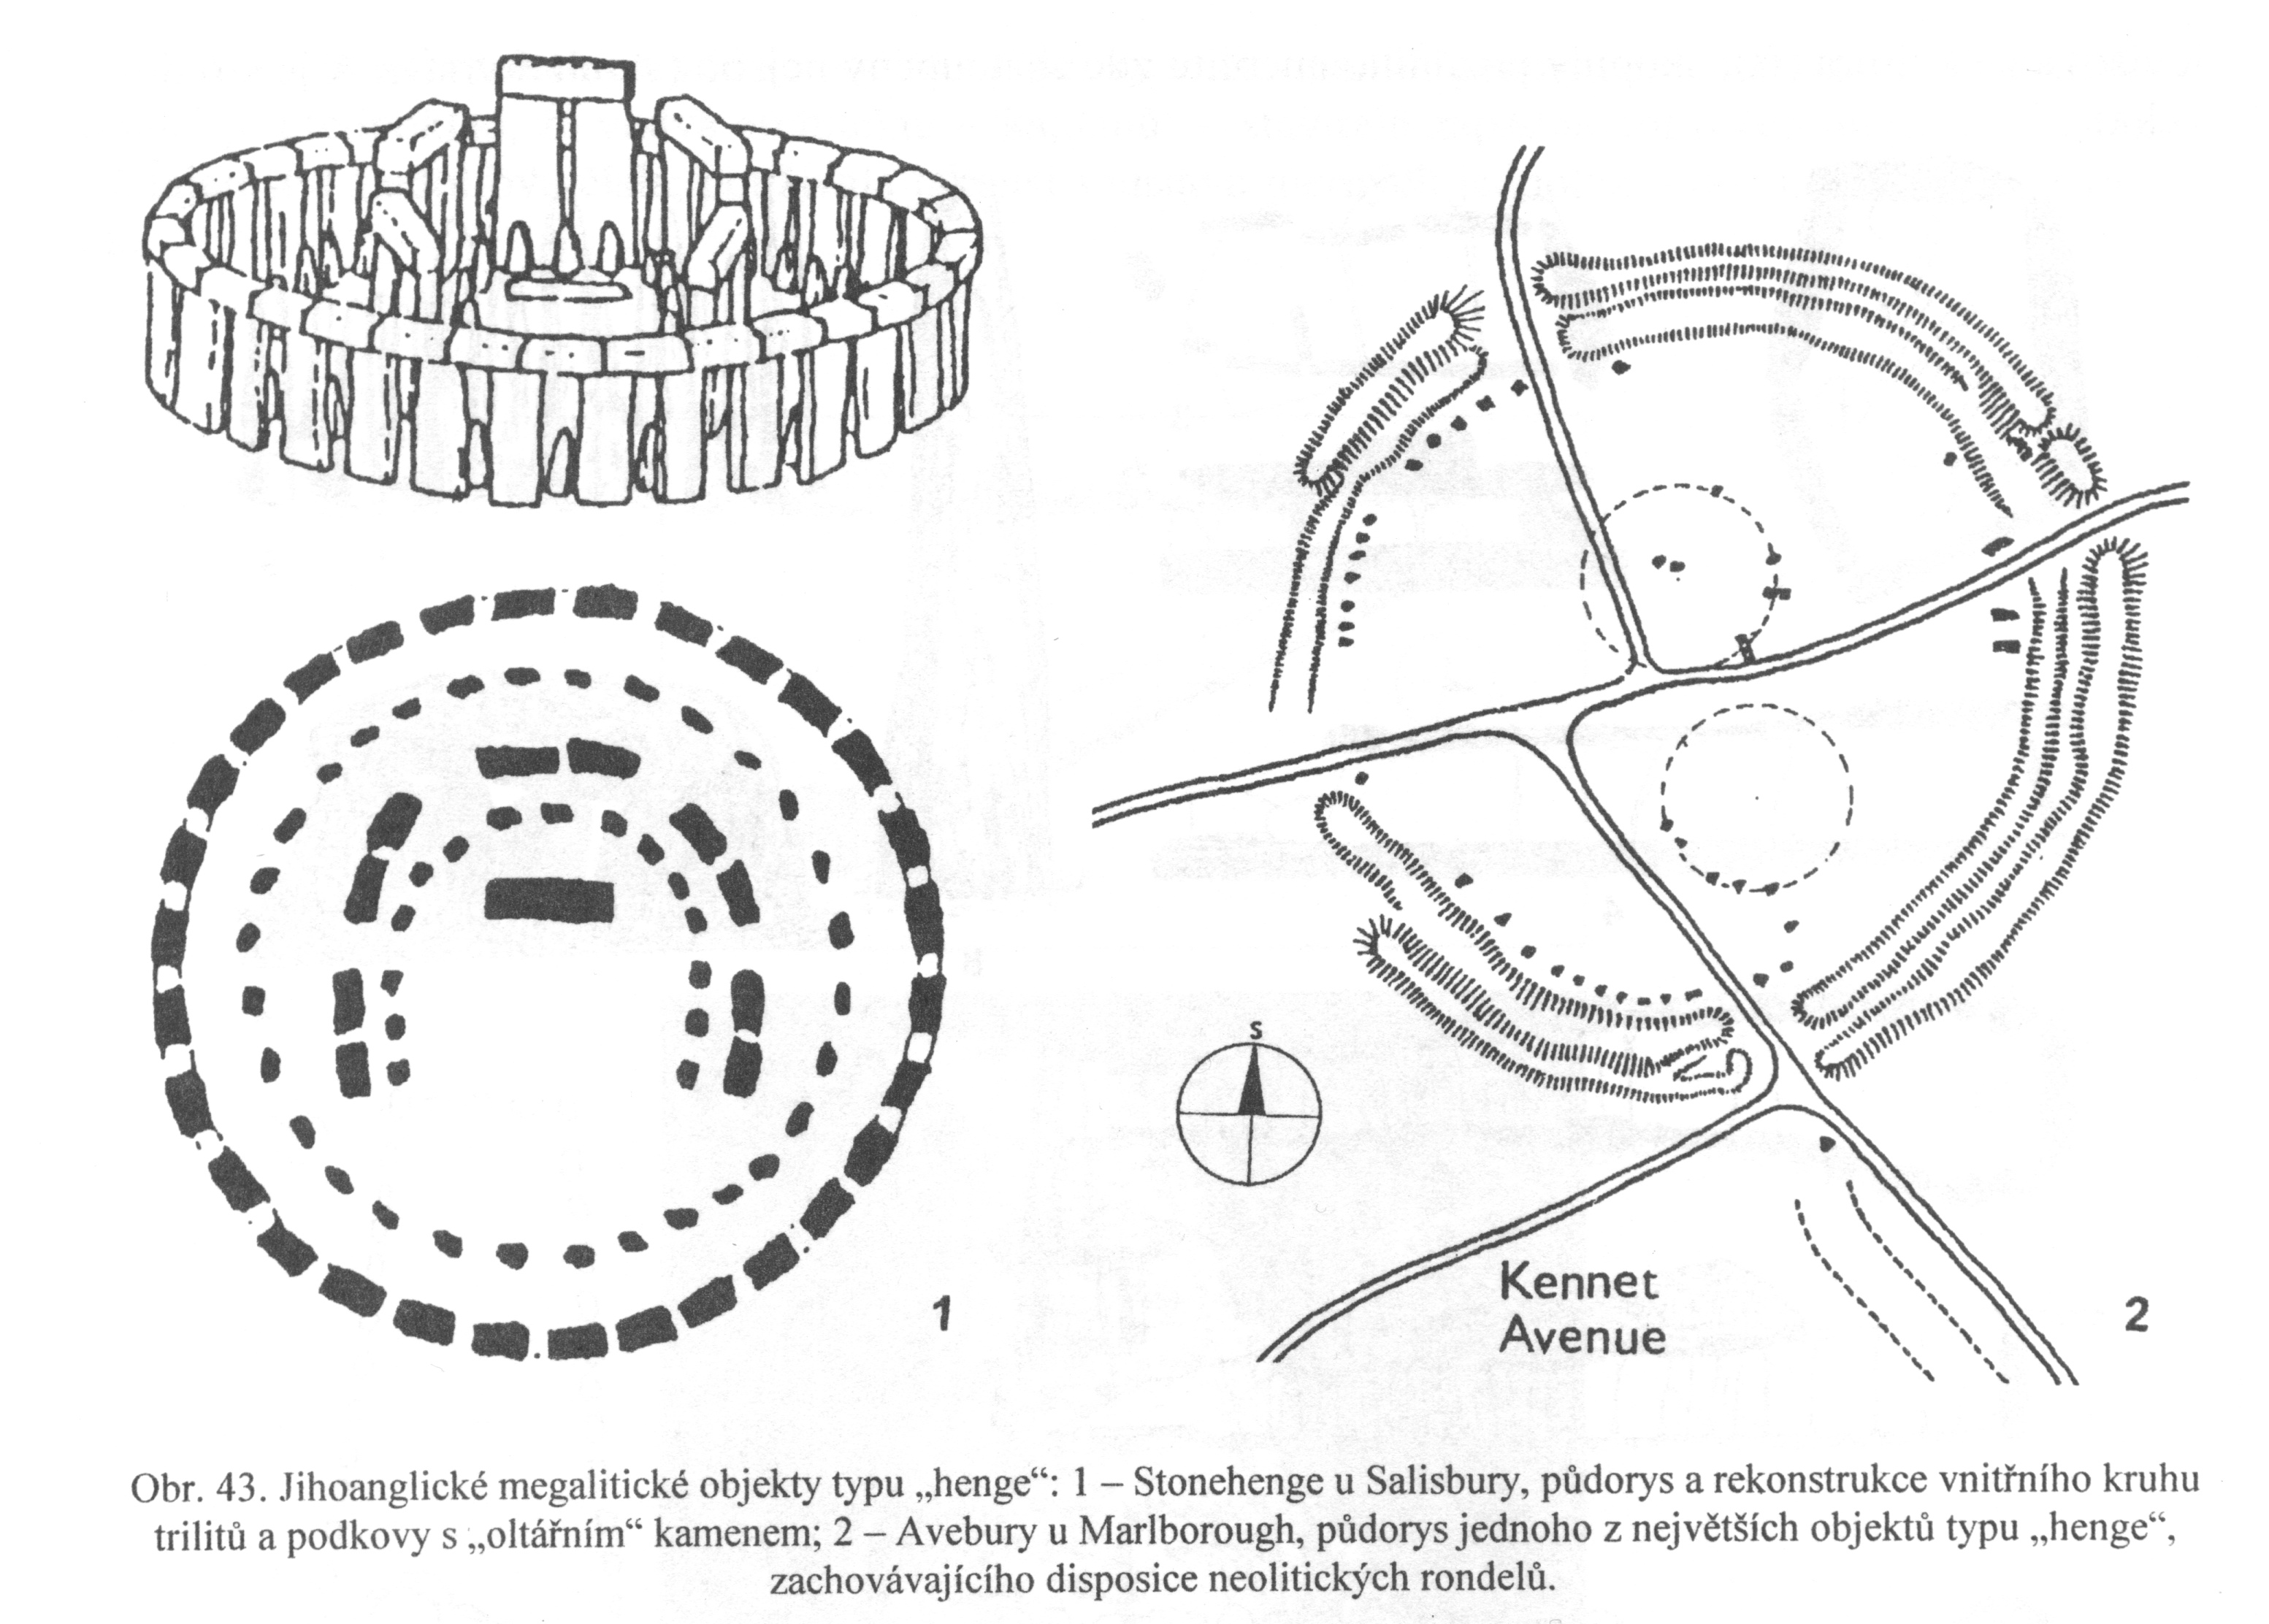 S
Kennet
Avenue
1
2
Obr. 43. Jihoanglické megalitické objekty typu „henge“: 1 – Stonehenge u Salisbury, půdorys a rekonstrukce vnitřního kruhu
trilitů a podkovy s „oltářním“ kamenem; 2 – Avebury u Marlborough, půdorys jednoho z největších objektů typu „henge“,
zachovávajícího disposice neolitických rondelů.